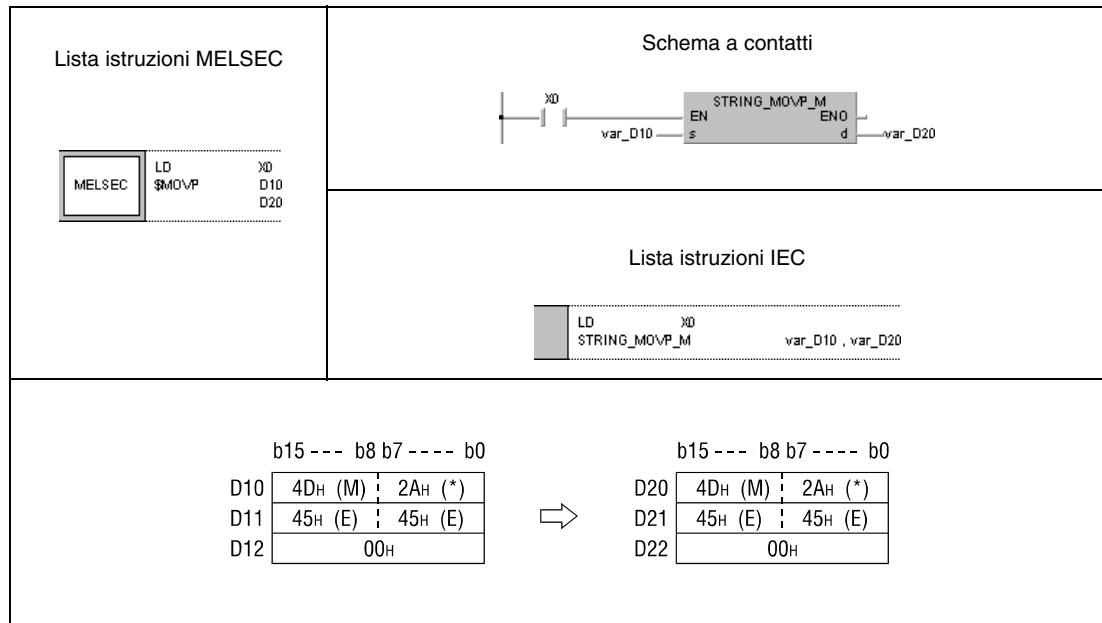 Lista istruzioni MELSEC
MELSEC
LD X0
$MOVP D10
D20
Schema a contatti
X0
STRING_MOVP_M
EN ENO
var_D10 s d var_D20
Lista istruzioni IEC
LD X0
STRING_MOVP_M var_D10 , var_D20
b15 --- b8 b7 ---- b0
D10 4DH (M) 2AH (*)
D11 45H (E) 45H (E)
D12 00H
b15 --- b8 b7 ---- b0
D20 4DH (M) 2AH (*)
D21 45H (E) 45H (E)
D22 00H